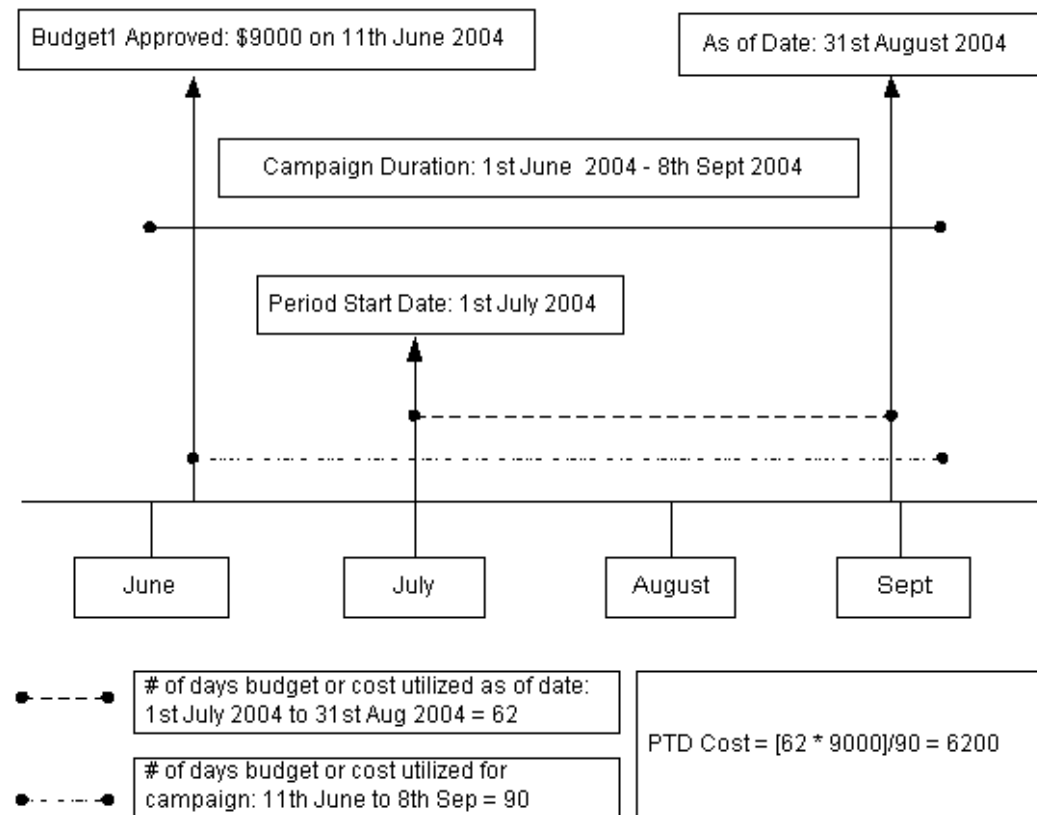 Budget1 Approved: $9000 on 11th June 2004
As of Date: 31st August 2004
Campaign Duration: 1st June 2004 - 8th Sept 2004
Period Start Date: 1st July 2004
June
July
August
Sept
# of days budget or cost utilized as of date:
1st July 2004 to 31st Aug 2004 = 62
PTD Cost = [62 * 9000]/90 = 6200
# of days budget or cost utilized for
campaign: 11th June to 8th Sep = 90